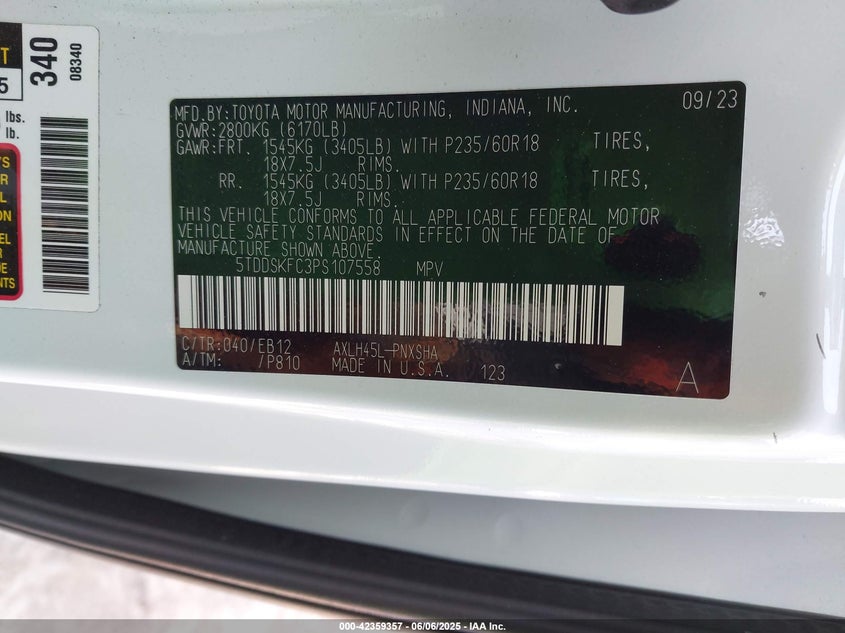 T
5
340
08340
lbs.
lb.
MFD.BY:TOYOTA MOTOR MANUFACTURING, INDIANA, INC. 09/23
GVWR:2800KG (6170LB)
GAWR:FRT. 1545KG (3405LB) WITH P235/60R18 TIRES,
18X7.5J RIMS.
RR. 1545KG (3405LB) WITH P235/60R18 TIRES,
18X7.5J RIMS.
THIS VEHICLE CONFORMS TO ALL APPLICABLE FEDERAL MOTOR
VEHICLE SAFETY STANDARDS IN EFFECT ON THE DATE OF
MANUFACTURE SHOWN ABOVE.
5TDDSKFC3PS107558 MPV
C/TR:040/EB12 AXLH45L-PNXSHA
A/TM: /P810 MADE IN U.S.A. 123 A
000-42359357 - 06/06/2025 - IAA Inc.